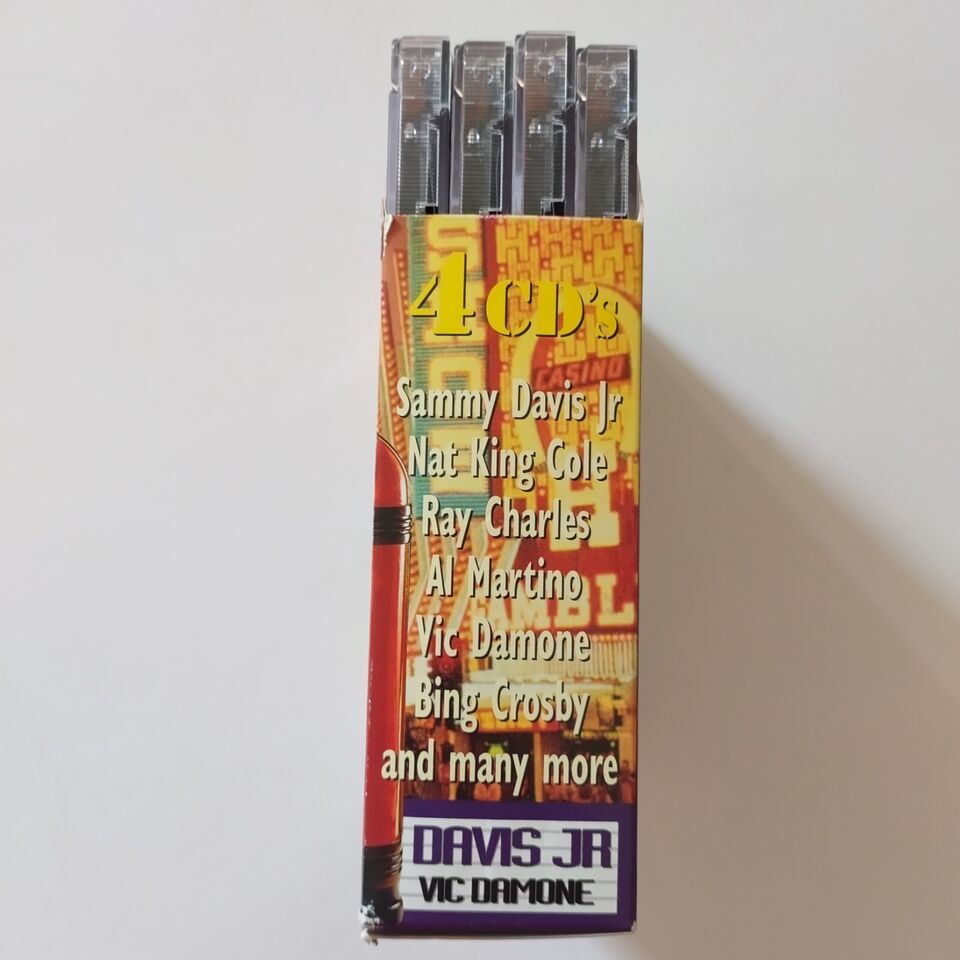 4 CD's
CASINO
Sammy Davis Jr
Nat King Cole
Ray Charles
Al Martino
Vic Damone
Bing Crosby
and many more
DAVIS JR
VIC DAMONE